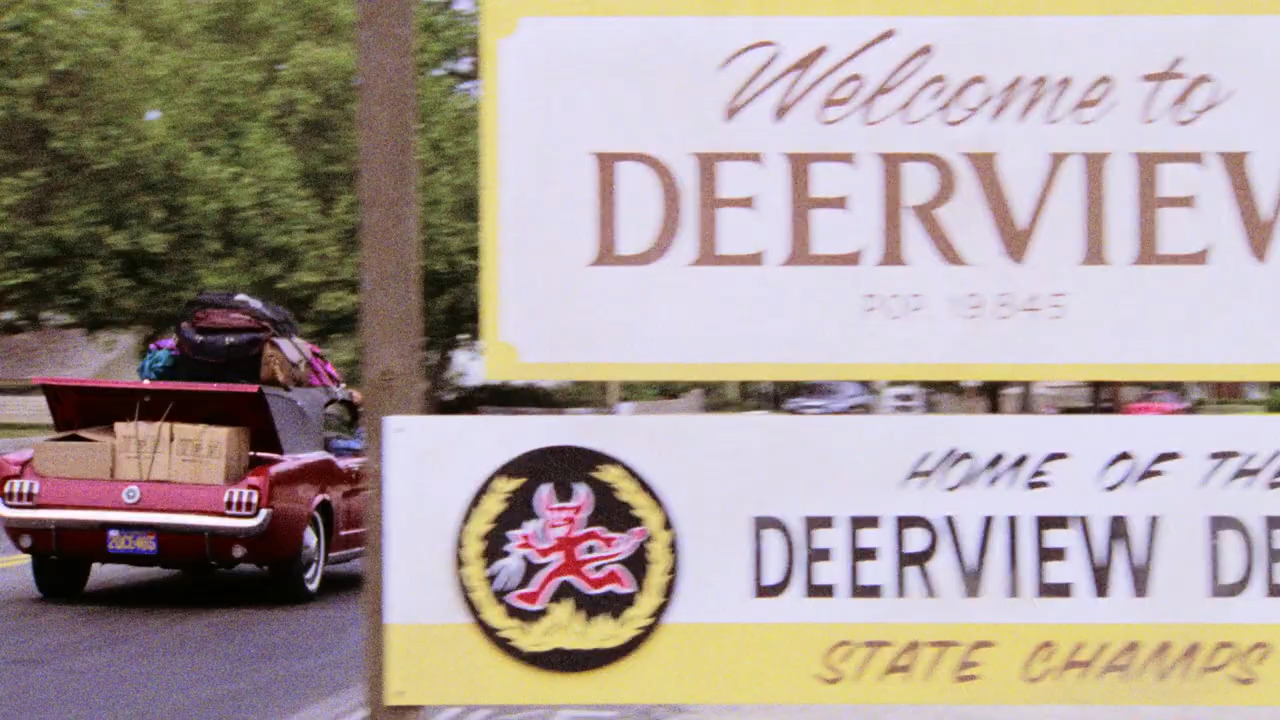 Welcome to
DEERVIEW
POP. 19845
HOME OF THE
DEERVIEW DE
STATE CHAMPS